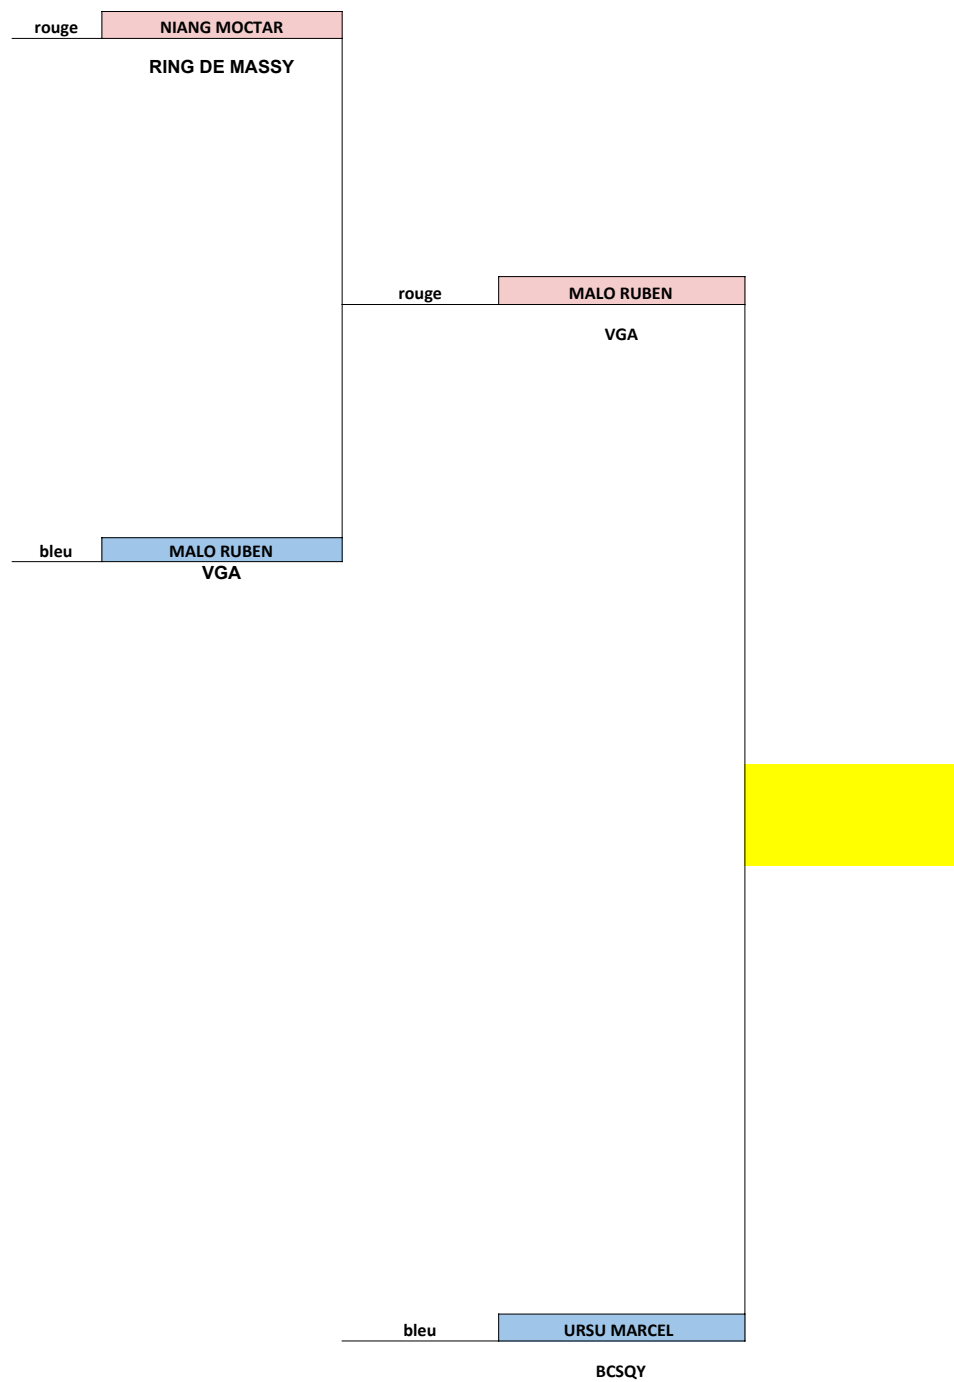 rouge NIANG MOCTAR
RING DE MASSY
rouge MALO RUBEN
VGA
bleu MALO RUBEN
VGA
bleu URSU MARCEL
BCSQY